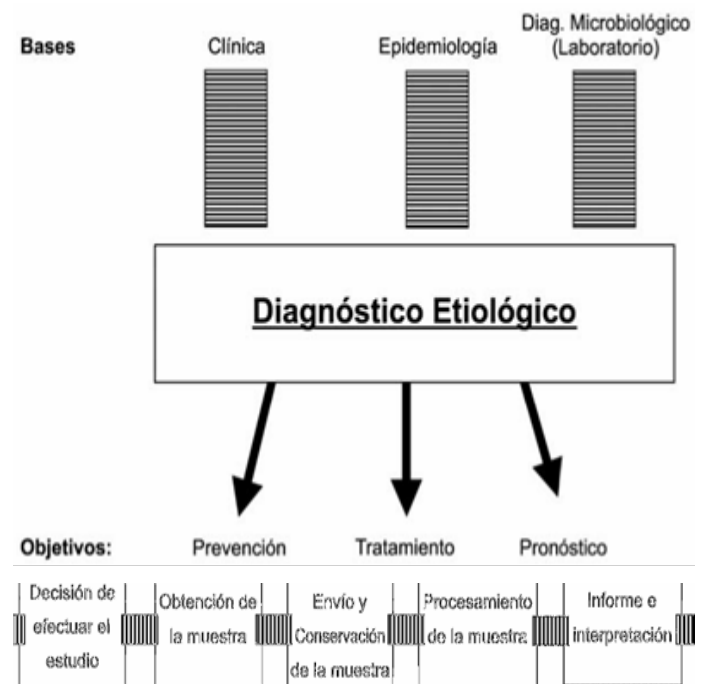 Bases
Clínica
Epidemiología
Diag. Microbiológico
(Laboratorio)
Diagnóstico Etiológico
Objetivos:
Prevención
Tratamiento
Pronóstico
Decisión de
efectuar el
estudio
Obtención de
la muestra
Envío y
Conservación
de la muestra
Procesamiento
de la muestra
Informe e
interpretación